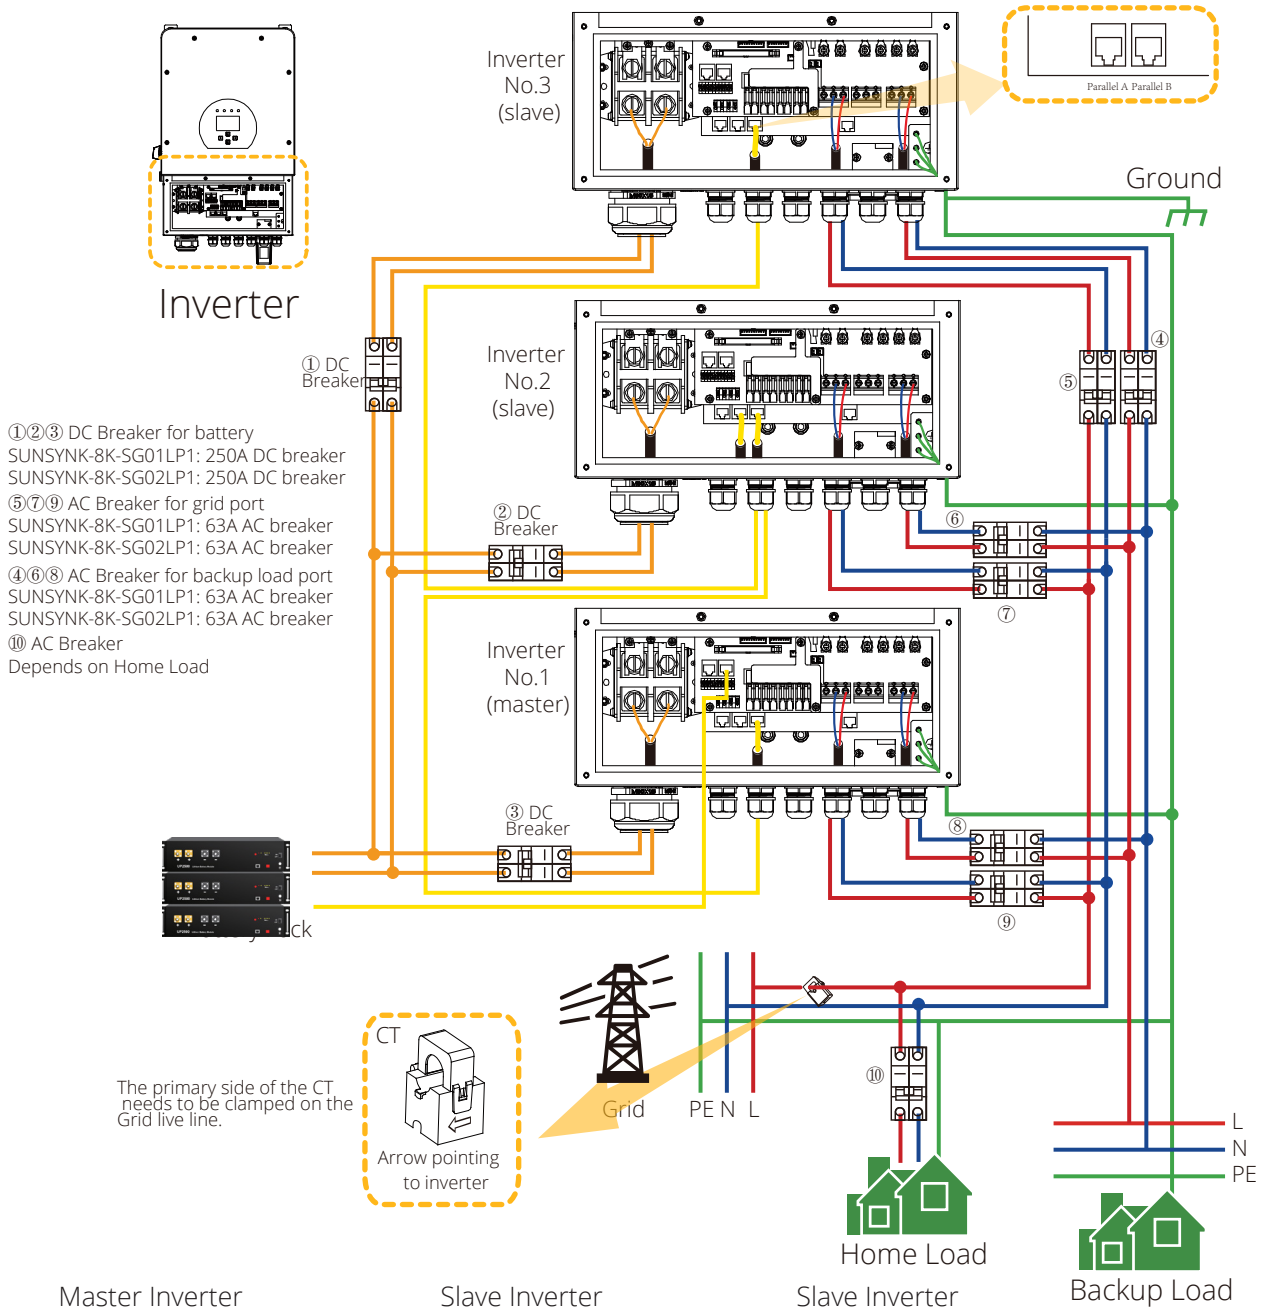 Inverter
No.3
(slave)
Parallel A Parallel B
Ground
Inverter
④
① DC
Breaker
Inverter
No.2
(slave)
⑤
①②③ DC Breaker for battery
SUNSYNK-8K-SG01LP1: 250A DC breaker
SUNSYNK-8K-SG02LP1: 250A DC breaker
⑤⑦⑨ AC Breaker for grid port
SUNSYNK-8K-SG01LP1: 63A AC breaker
SUNSYNK-8K-SG02LP1: 63A AC breaker
④⑥⑧ AC Breaker for backup load port
SUNSYNK-8K-SG01LP1: 63A AC breaker
SUNSYNK-8K-SG02LP1: 63A AC breaker
⑩ AC Breaker
Depends on Home Load
② DC
Breaker
⑥
⑦
Inverter
No.1
(master)
③ DC
Breaker
⑧
⑨
CT
The primary side of the CT
needs to be clamped on the
Grid live line.
Arrow pointing
to inverter
Grid
PE N L
⑩
L
N
PE
Home Load
Backup Load
Master Inverter
Slave Inverter
Slave Inverter